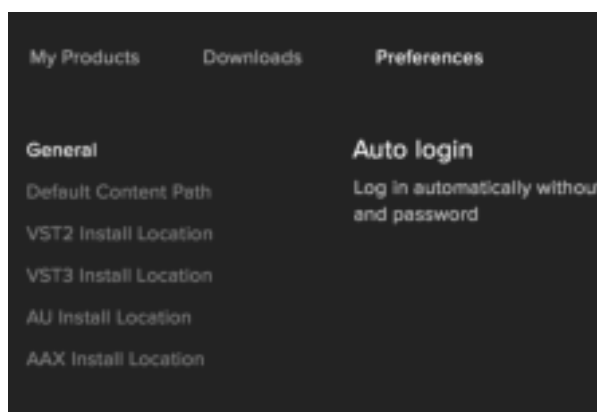 My Products Downloads Preferences
General
Default Content Path
VST2 Install Location
VST3 Install Location
AU Install Location
AAX Install Location
Auto login
Log in automatically without
and password